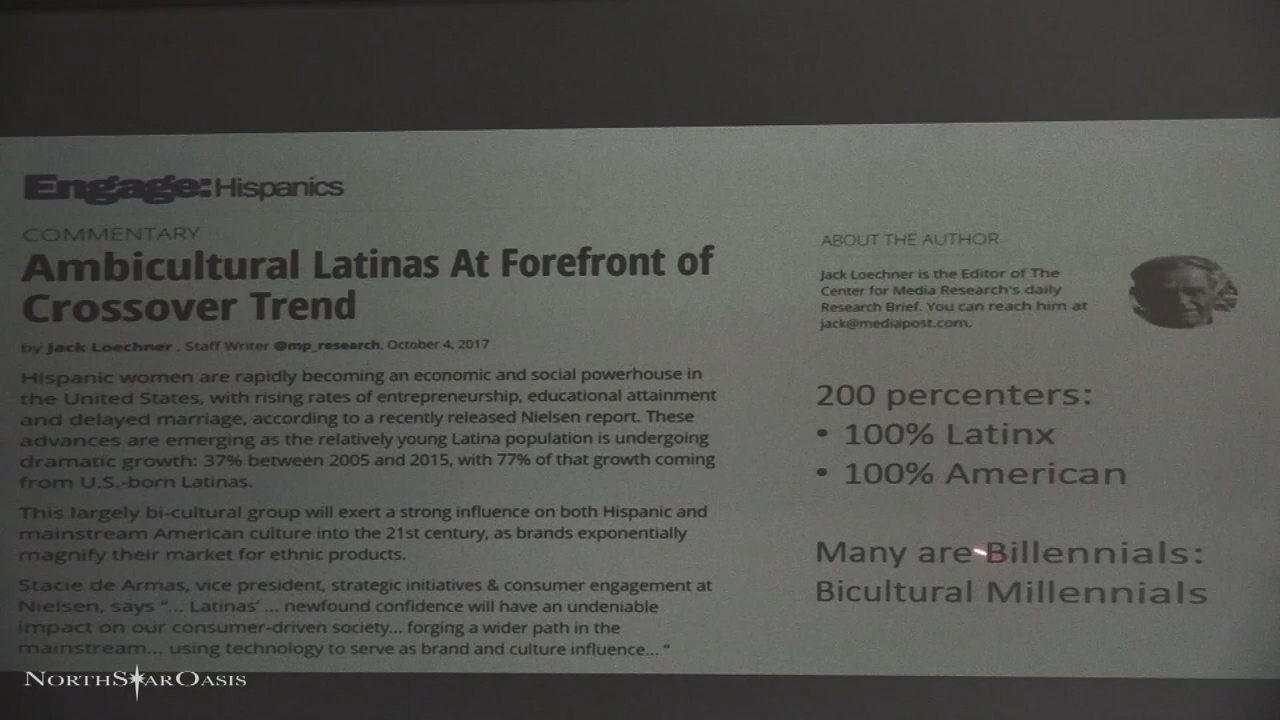 Engage:Hispanics
COMMENTARY
Ambicultural Latinas At Forefront of
Crossover Trend
by Jack Loechner , Staff Writer @mp_research, October 4, 2017
Hispanic women are rapidly becoming an economic and social powerhouse in
the United States, with rising rates of entrepreneurship, educational attainment
and delayed marriage, according to a recently released Nielsen report. These
advances are emerging as the relatively young Latina population is undergoing
dramatic growth: 37% between 2005 and 2015, with 77% of that growth coming
from U.S.-born Latinas.
This largely bi-cultural group will exert a strong influence on both Hispanic and
mainstream American culture into the 21st century, as brands exponentially
magnify their market for ethnic products.
Stacie de Armas, vice president, strategic initiatives & consumer engagement at
Nielsen, says "... Latinas' ... newfound confidence will have an undeniable
impact on our consumer-driven society... forging a wider path in the
mainstream... using technology to serve as brand and culture influence... "
ABOUT THE AUTHOR
Jack Loechner is the Editor of The
Center for Media Research's daily
Research Brief. You can reach him at
jack@mediapost.com.
200 percenters:
• 100% Latinx
• 100% American
Many are Billennials:
Bicultural Millennials
NORTHSTAROASIS